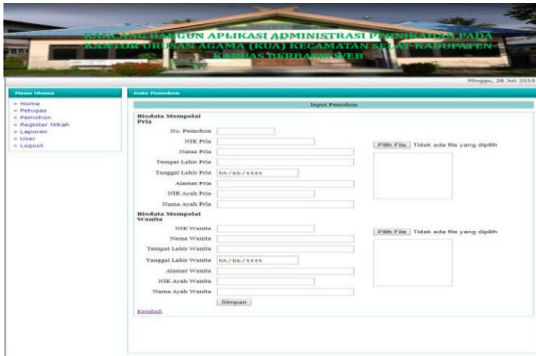 RANCANG BANGUN APLIKASI ADMINISTRASI PERNIKAHAN PADA
KANTOR URUSAN AGAMA (KUA) KECAMATAN SELAT KABUPATEN
KAPUAS BERBASIS WEB
Minggu, 28 Juli 2019
Menu Utama
» Home
» Petugas
» Pemohon
» Register Nikah
» Laporan
» User
» Logout
Data Pemohon
Input Pemohon
Biodata Mempelai
Pria
No. Pemohon
NIK Pria
Pilih File Tidak ada file yang dipilih
Nama Pria
Tempat Lahir Pria
Tanggal Lahir Pria hh/bb/tttt
Alamat Pria
NIK Ayah Pria
Nama Ayah Pria
Biodata Mempelai
Wanita
NIK Wanita
Pilih File Tidak ada file yang dipilih
Nama Wanita
Tempat Lahir Wanita
Tanggal Lahir Wanita hh/bb/tttt
Alamat Wanita
NIK Ayah Wanita
Nama Ayah Wanita
Simpan
Kembali